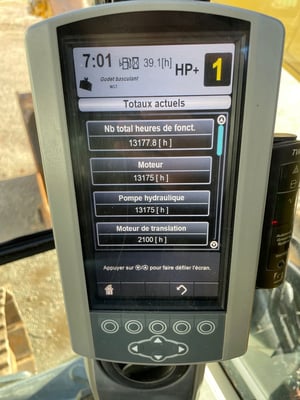 7:01 39.1[h] HP+ 1
Godet basculant
Totaux actuels
Nb total heures de fonct.
13177.6 [ h ]
Moteur
13175 [ h ]
Pompe hydraulique
13175 [ h ]
Moteur de translation
2100 [ h ]
Appuyer sur / pour faire défiler l'écran.